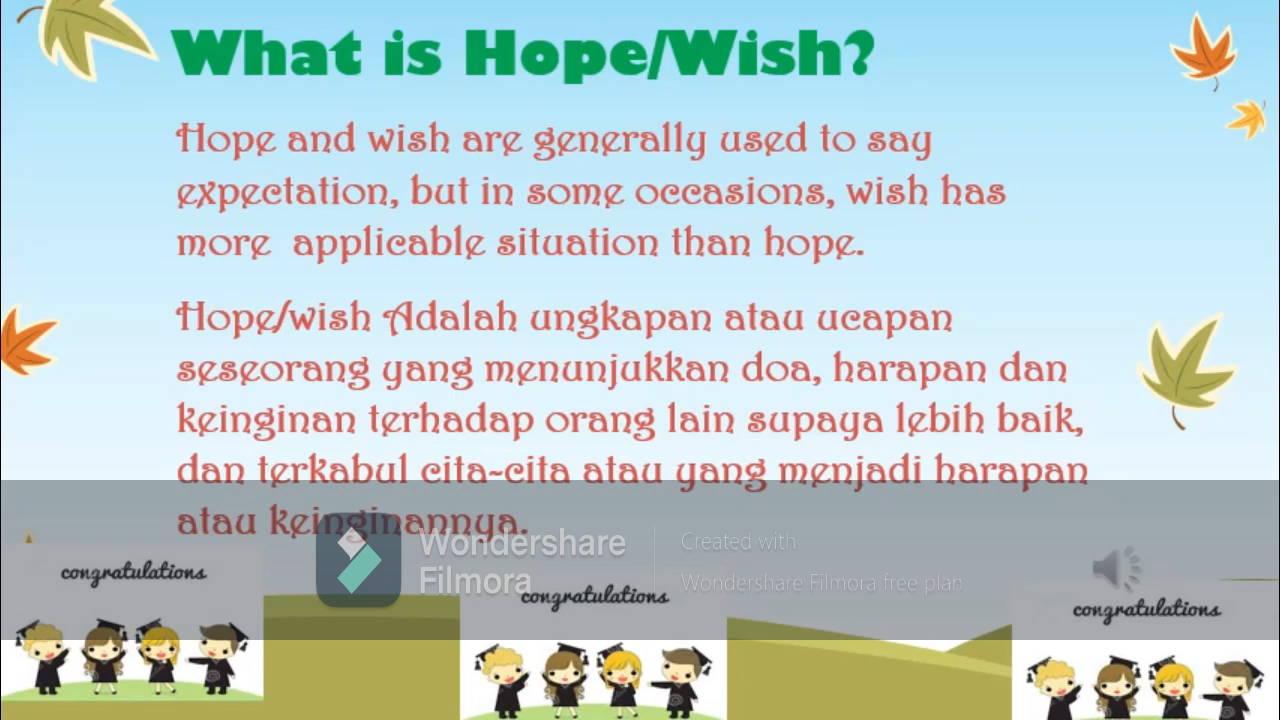 What is Hope/Wish?
Hope and wish are generally used to say
expectation, but in some occasions, wish has
more applicable situation than hope.
Hope/wish Adalah ungkapan atau ucapan
seseorang yang menunjukkan doa, harapan dan
keinginan terhadap orang lain supaya lebih baik,
dan terkabul cita-cita atau yang menjadi harapan
atau keinginannya.
Wondershare
Filmora
Created with
Wondershare Filmora free plan
congratulations
congratulations
congratulations